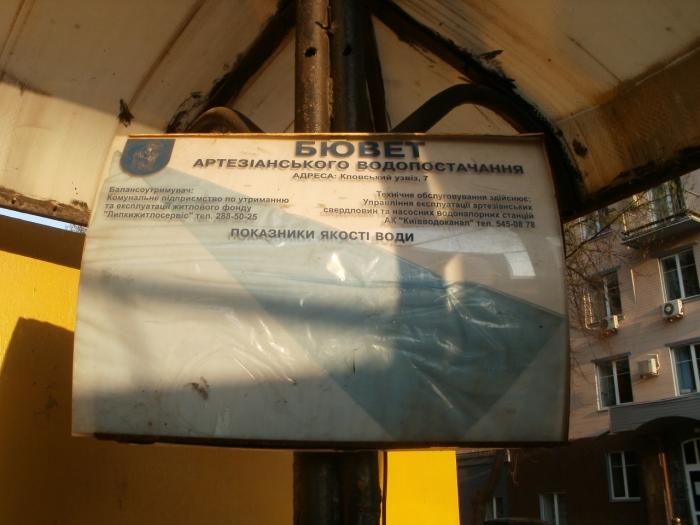 БЮВЕТ
АРТЕЗІАНСЬКОГО ВОДОПОСТАЧАННЯ
АДРЕСА: Кловський узвіз, 7
Балансоутримувач:
Комунальне підприємство по утриманню
та експлуатації житлового фонду
"Липкижитлосервіс" тел. 288-50-25
Технічне обслуговування здійснює:
Управління експлуатації артезіанських
свердловин та насосних водонапорних станцій
АК "Київводоканал" тел. 545-08 78
ПОКАЗНИКИ ЯКОСТІ ВОДИ